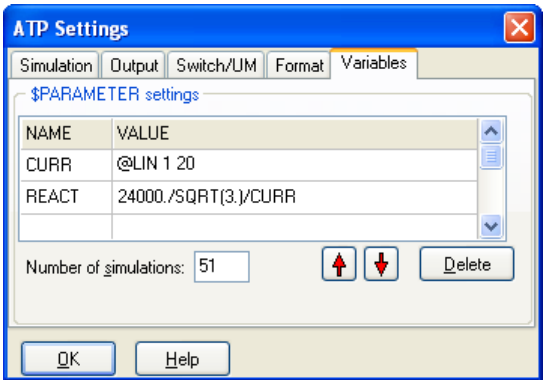 ATP Settings
Simulation Output Switch/UM Format Variables
$PARAMETER settings
NAME VALUE
CURR @LIN 1 20
REACT 24000./SQRT(3.)/CURR
Number of simulations: 51 Delete
OK Help